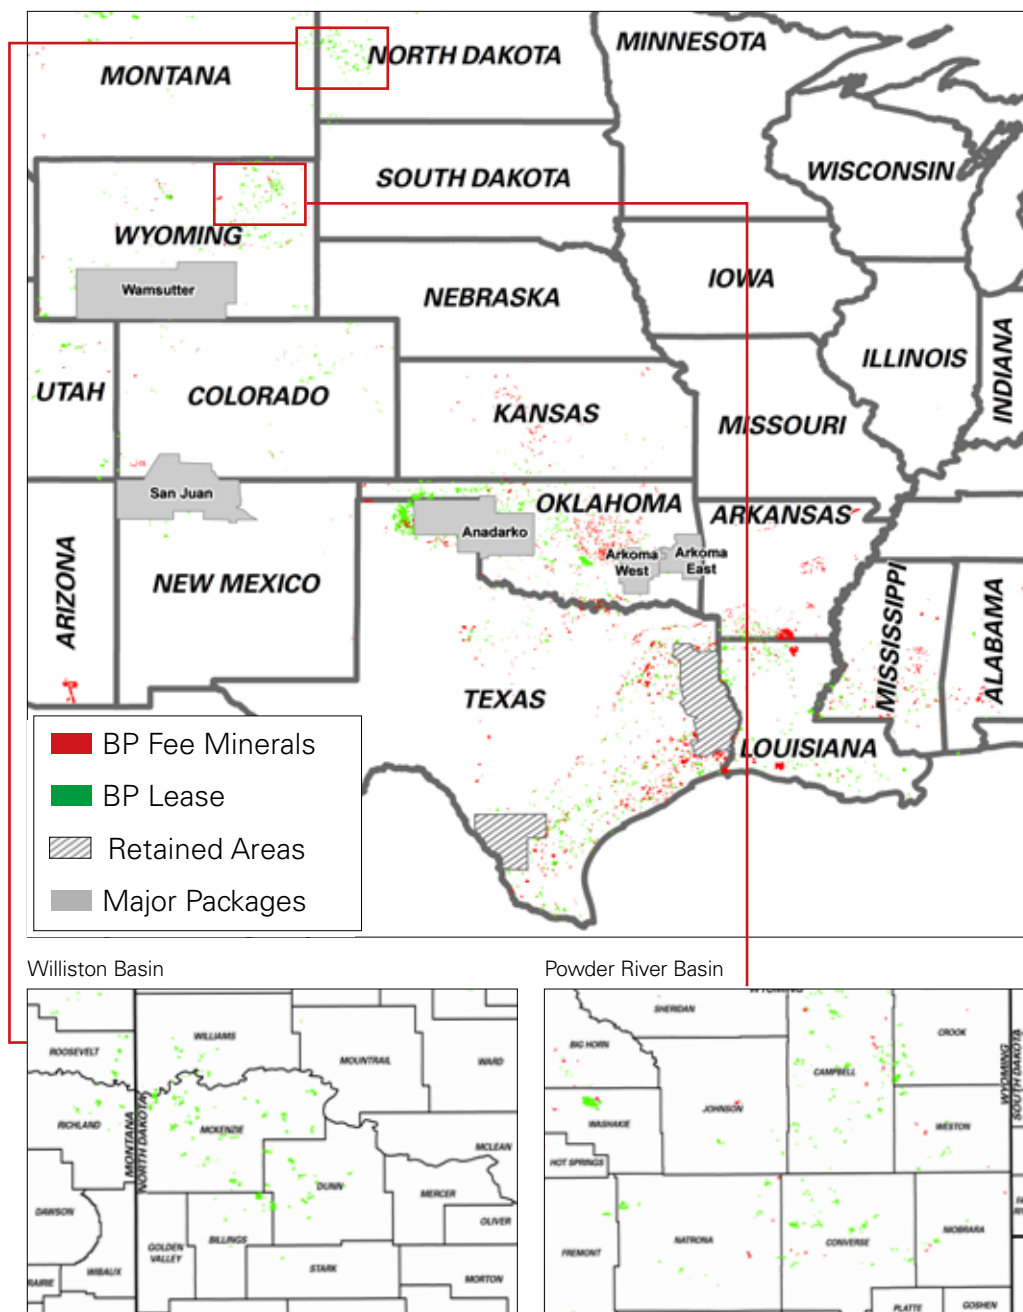 NORTH DAKOTA
MINNESOTA
MONTANA
SOUTH DAKOTA
WISCONSIN
WYOMING
Wamsutter
IOWA
NEBRASKA
ILLINOIS
INDIANA
UTAH
COLORADO
KANSAS
MISSOURI
San Juan
OKLAHOMA
ARKANSAS
Anadarko
Arkoma
West
Arkoma
East
ARIZONA
NEW MEXICO
MISSISSIPPI
ALABAMA
TEXAS
LOUISIANA
BP Fee Minerals
BP Lease
Retained Areas
Major Packages
Williston Basin
WILLIAMS
ROOSEVELT
MOUNTRAIL
WARD
RICHLAND
MONTANA
NORTH DAKOTA
MCKENZIE
MCLEAN
DUNN
MERCER
DAWSON
OLIVER
GOLDEN
VALLEY
BILLINGS
STARK
WIBAUX
MORTON
RAIRIE
Powder River Basin
WYOMING
SHERIDAN
BIG HORN
CROOK
CAMPBELL
WYOMING
SOUTH DAKOTA
JOHNSON
WASHAKIE
WESTON
HOT SPRINGS
NATRONA
CONVERSE
NIOBRARA
FREMONT
PLATTE
GOSHEN